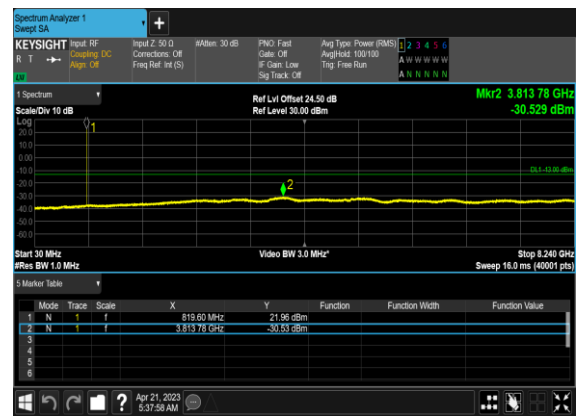 Spectrum Analyzer 1
Swept SA
+
KEYSIGHT Input: RF Input Z: 50 Ω #Atten: 30 dB PNO: Fast Avg Type: Power (RMS) 1 2 3 4 5 6
R T Coupling: DC Corrections: Off Gate: Off Avg|Hold: 100/100 A W W W W W
Align: Off Freq Ref: Int (S) IF Gain: Low Trig: Free Run
LU Sig Track: Off A N N N N N
1 Spectrum Ref Lvl Offset 24.50 dB Mkr2 3.813 78 GHz
Scale/Div 10 dB Ref Level 30.00 dBm -30.529 dBm
Log
1
20.0
10.0
0.00
-10.0 DL1 -13.00 dBm
-20.0 2
-30.0
-40.0
-50.0
-60.0
Start 30 MHz Video BW 3.0 MHz* Stop 8.240 GHz
#Res BW 1.0 MHz Sweep 16.0 ms (40001 pts)
5 Marker Table
Mode Trace Scale X Y Function Function Width Function Value
1 N 1 f 819.60 MHz 21.96 dBm
2 N 1 f 3.813 78 GHz -30.53 dBm
3
4
5
6
? Apr 21, 2023
5:37:58 AM